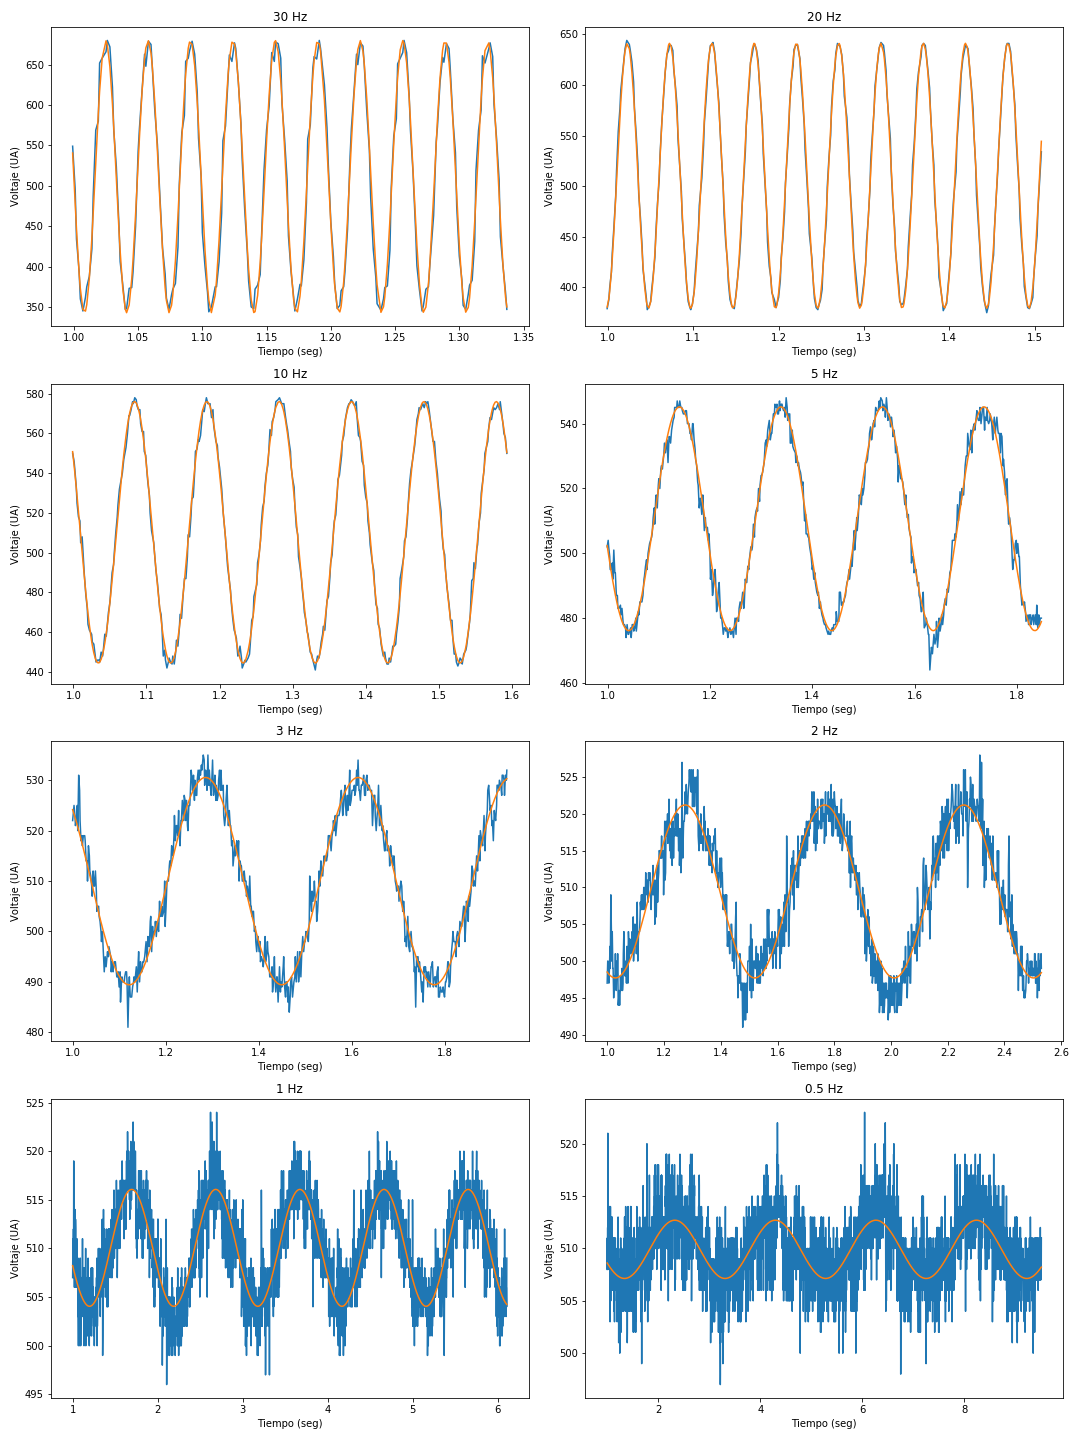 30 Hz
650
600
550
500
450
400
350
Voltaje (UA)
1.00 1.05 1.10 1.15 1.20 1.25 1.30 1.35
Tiempo (seg)
20 Hz
650
600
550
500
450
400
Voltaje (UA)
1.0 1.1 1.2 1.3 1.4 1.5
Tiempo (seg)
10 Hz
580
560
540
520
500
480
460
440
Voltaje (UA)
1.0 1.1 1.2 1.3 1.4 1.5 1.6
Tiempo (seg)
5 Hz
540
520
500
480
460
Voltaje (UA)
1.0 1.2 1.4 1.6 1.8
Tiempo (seg)
3 Hz
530
520
510
500
490
480
Voltaje (UA)
1.0 1.2 1.4 1.6 1.8
Tiempo (seg)
2 Hz
525
520
515
510
505
500
495
490
Voltaje (UA)
1.0 1.2 1.4 1.6 1.8 2.0 2.2 2.4 2.6
Tiempo (seg)
1 Hz
525
520
515
510
505
500
495
Voltaje (UA)
1 2 3 4 5 6
Tiempo (seg)
0.5 Hz
520
515
510
505
500
Voltaje (UA)
2 4 6 8
Tiempo (seg)